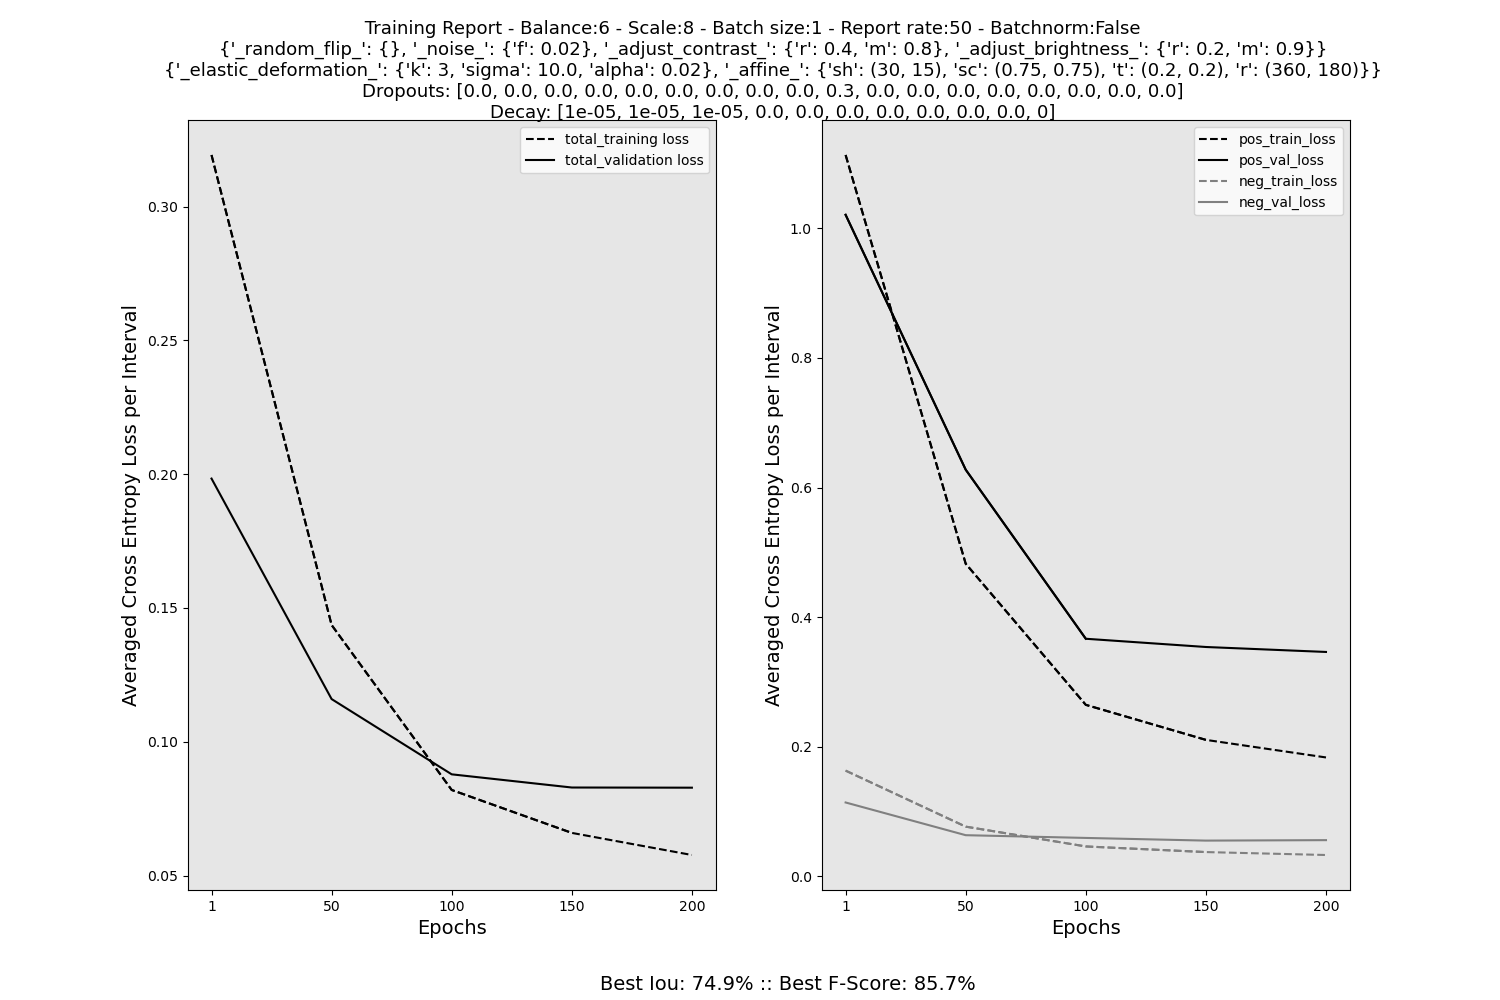 Training Report - Balance:6 - Scale:8 - Batch size:1 - Report rate:50 - Batchnorm:False
{'_random_flip_': {}, '_noise_': {'f': 0.02}, '_adjust_contrast_': {'r': 0.4, 'm': 0.8}, '_adjust_brightness_': {'r': 0.2, 'm': 0.9}}
{'_elastic_deformation_': {'k': 3, 'sigma': 10.0, 'alpha': 0.02}, '_affine_': {'sh': (30, 15), 'sc': (0.75, 0.75), 't': (0.2, 0.2), 'r': (360, 180)}}
Dropouts: [0.0, 0.0, 0.0, 0.0, 0.0, 0.0, 0.0, 0.0, 0.0, 0.3, 0.0, 0.0, 0.0, 0.0, 0.0, 0.0, 0.0, 0.0]
Decay: [1e-05, 1e-05, 1e-05, 0.0, 0.0, 0.0, 0.0, 0.0, 0.0, 0.0, 0]
total_training loss
total_validation loss
0.30
0.25
0.20
0.15
0.10
0.05
Averaged Cross Entropy Loss per Interval
1
50
100
150
200
Epochs
pos_train_loss
pos_val_loss
neg_train_loss
neg_val_loss
1.0
0.8
0.6
0.4
0.2
0.0
Averaged Cross Entropy Loss per Interval
1
50
100
150
200
Epochs
Best Iou: 74.9% :: Best F-Score: 85.7%